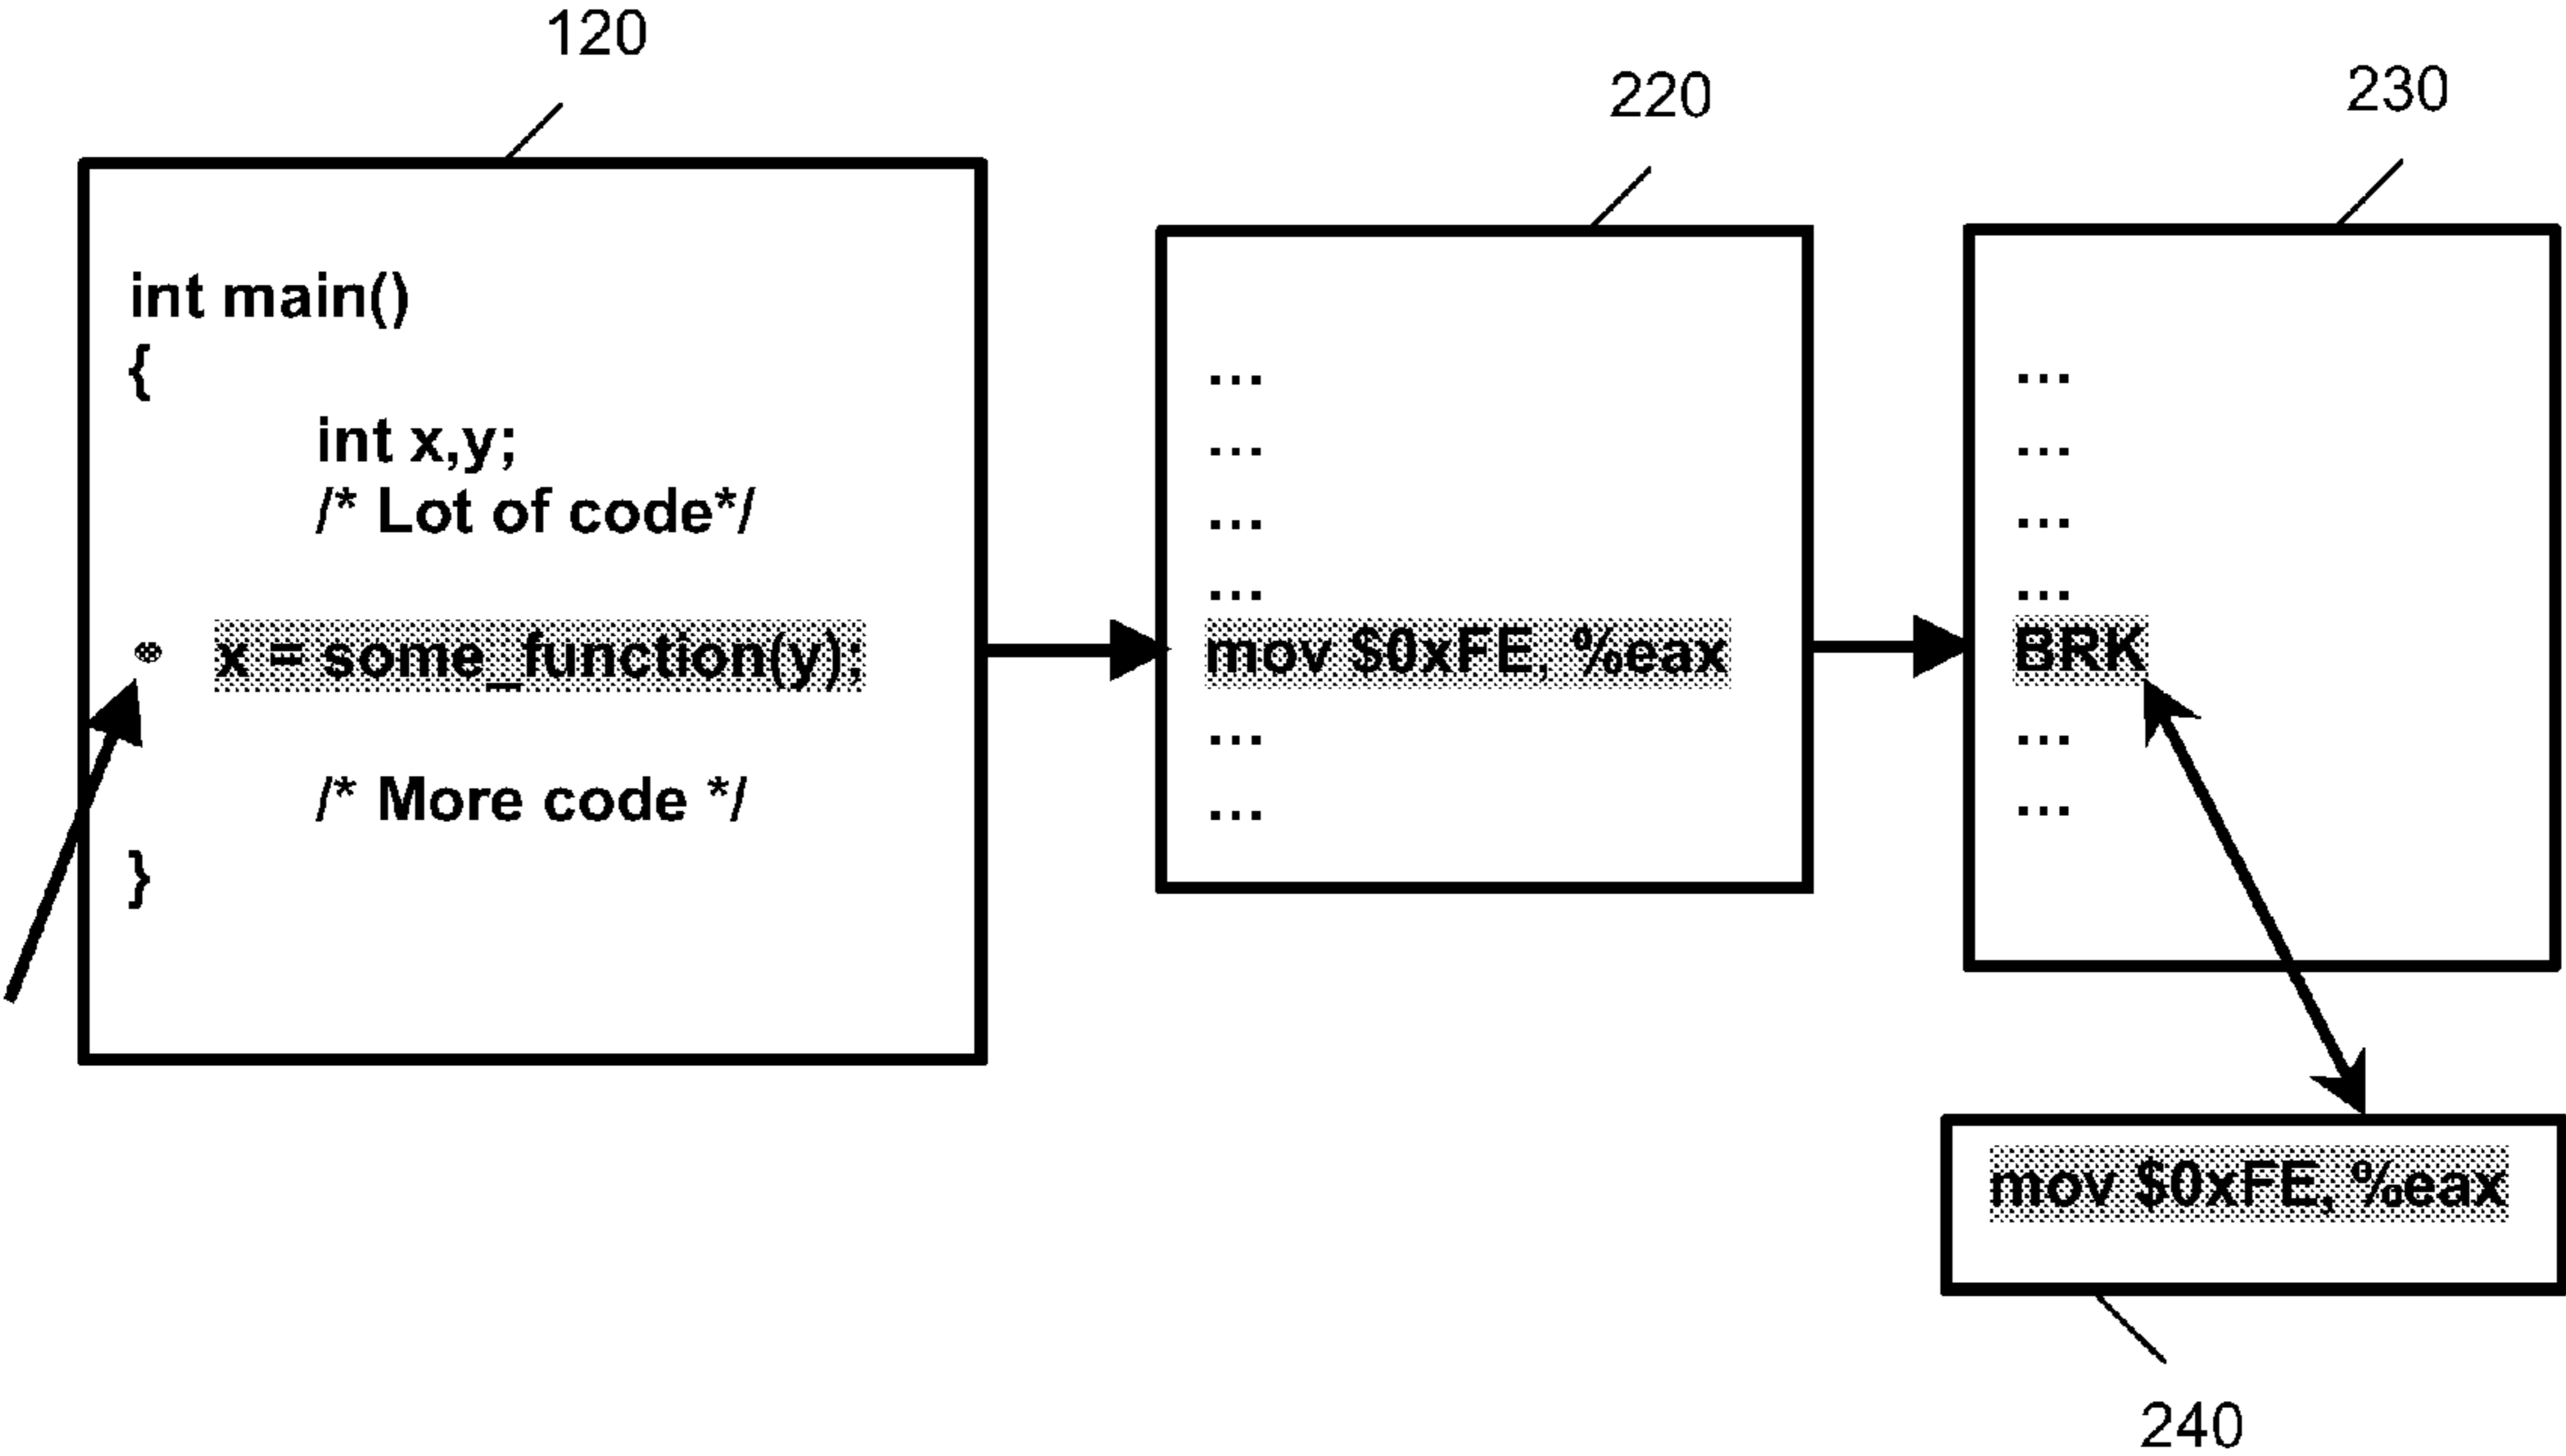 120
220
230
int main()
{
int x,y;
/* Lot of code*/
x = some_function(y);
/* More code */
}
...
...
...
...
mov $0xFE, %eax
...
...
...
...
...
...
BRK
...
...
mov $0xFE, %eax
240